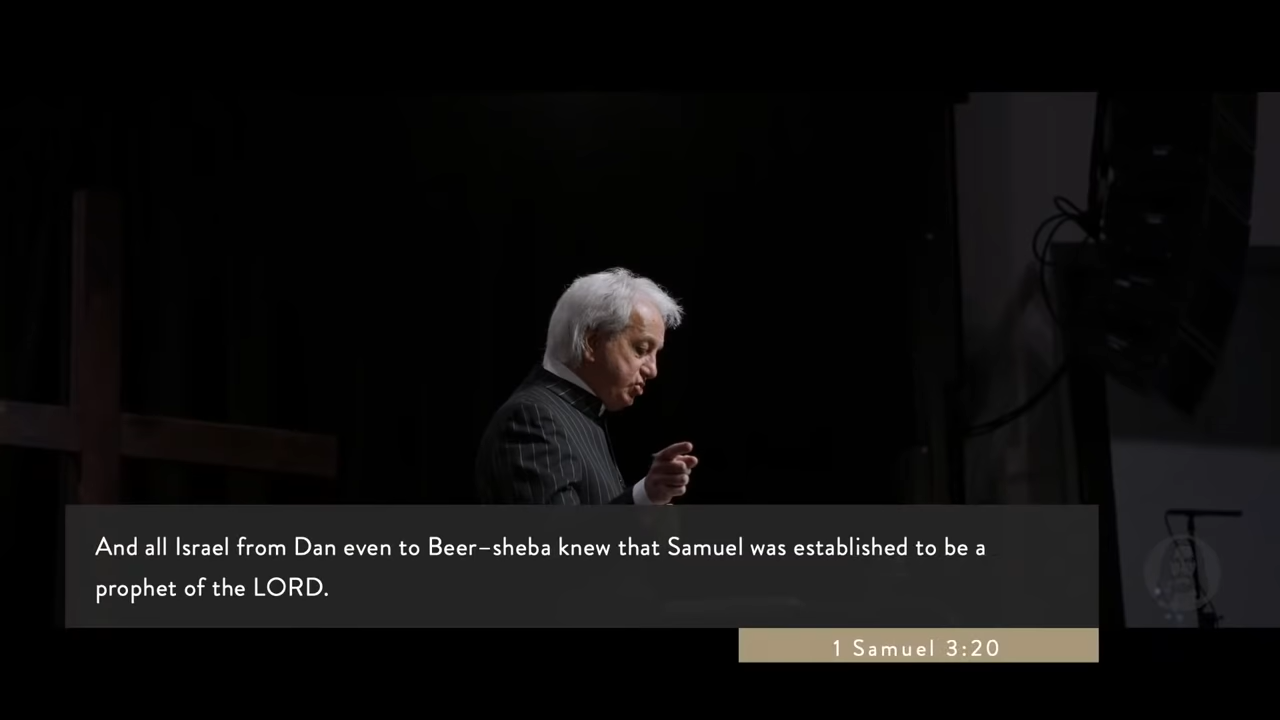 And all Israel from Dan even to Beer–sheba knew that Samuel was established to be a
prophet of the LORD.
1 Samuel 3:20